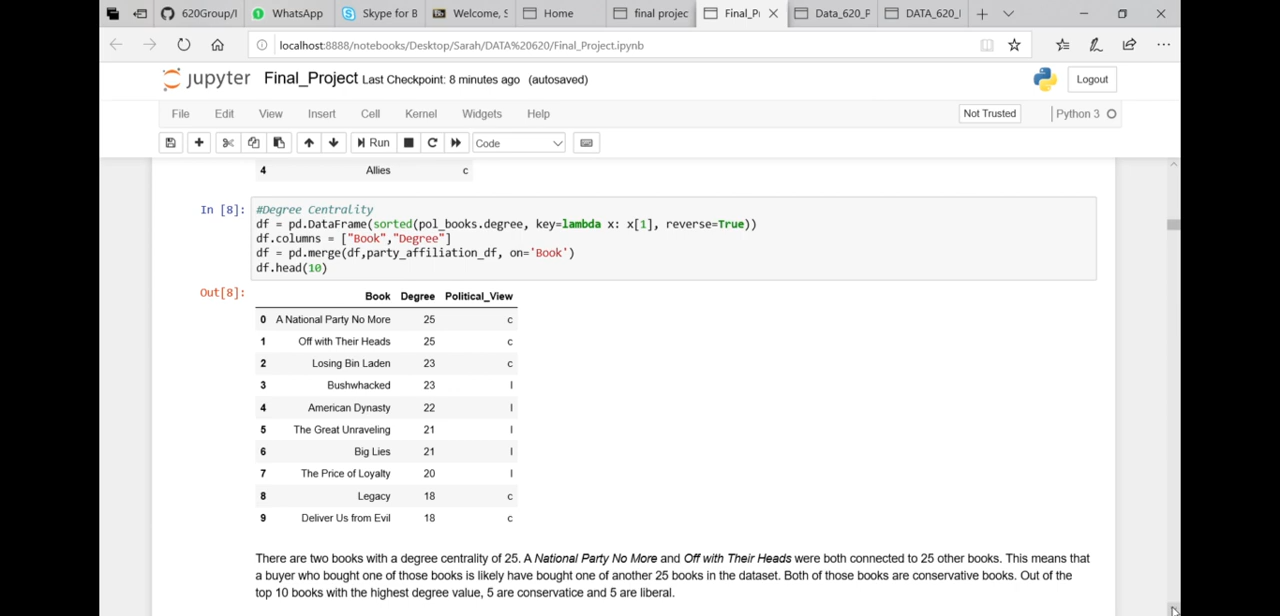 620Group/I
WhatsApp
Skype for B
Welcome, S
Home
final projec
Final_Pi
Data_620_F
DATA_620_I
localhost:8888/notebooks/Desktop/Sarah/DATA%20620/Final_Project.ipynb
jupyter Final_Project Last Checkpoint: 8 minutes ago (autosaved)
Logout
File Edit View Insert Cell Kernel Widgets Help
Not Trusted
Python 3
Run
Code
4 Allies c
In [8]:
#Degree Centrality
df = pd.DataFrame(sorted(pol_books.degree, key=lambda x: x[1], reverse=True))
df.columns = ["Book","Degree"]
df = pd.merge(df,party_affiliation_df, on='Book')
df.head(10)
Out[8]:
Book Degree Political_View
0 A National Party No More 25 c
1 Off with Their Heads 25 c
2 Losing Bin Laden 23 c
3 Bushwhacked 23 l
4 American Dynasty 22 l
5 The Great Unraveling 21 l
6 Big Lies 21 l
7 The Price of Loyalty 20 l
8 Legacy 18 c
9 Deliver Us from Evil 18 c
There are two books with a degree centrality of 25. A National Party No More and Off with Their Heads were both connected to 25 other books. This means that
a buyer who bought one of those books is likely have bought one of another 25 books in the dataset. Both of those books are conservative books. Out of the
top 10 books with the highest degree value, 5 are conservatice and 5 are liberal.